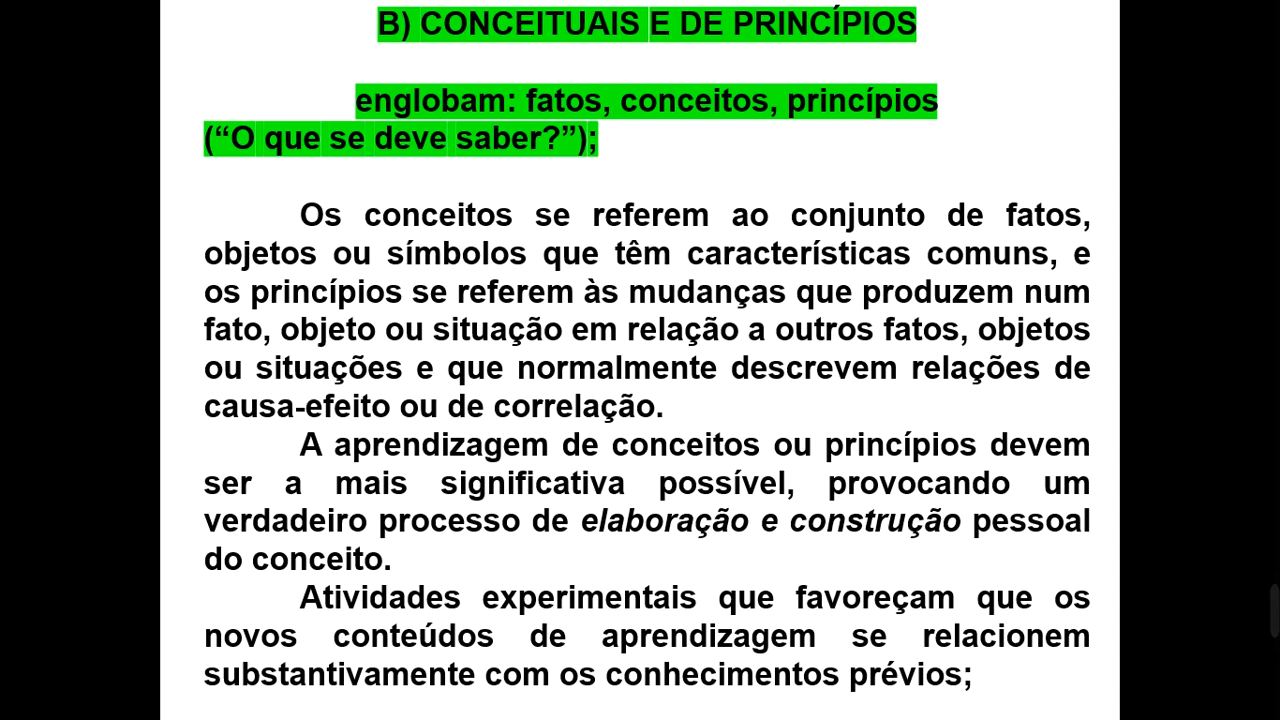 B) CONCEITUAIS E DE PRINCÍPIOS
englobam: fatos, conceitos, princípios
(“O que se deve saber?”);
Os conceitos se referem ao conjunto de fatos,
objetos ou símbolos que têm características comuns, e
os princípios se referem às mudanças que produzem num
fato, objeto ou situação em relação a outros fatos, objetos
ou situações e que normalmente descrevem relações de
causa-efeito ou de correlação.
A aprendizagem de conceitos ou princípios devem
ser a mais significativa possível, provocando um
verdadeiro processo de elaboração e construção pessoal
do conceito.
Atividades experimentais que favoreçam que os
novos conteúdos de aprendizagem se relacionem
substantivamente com os conhecimentos prévios;